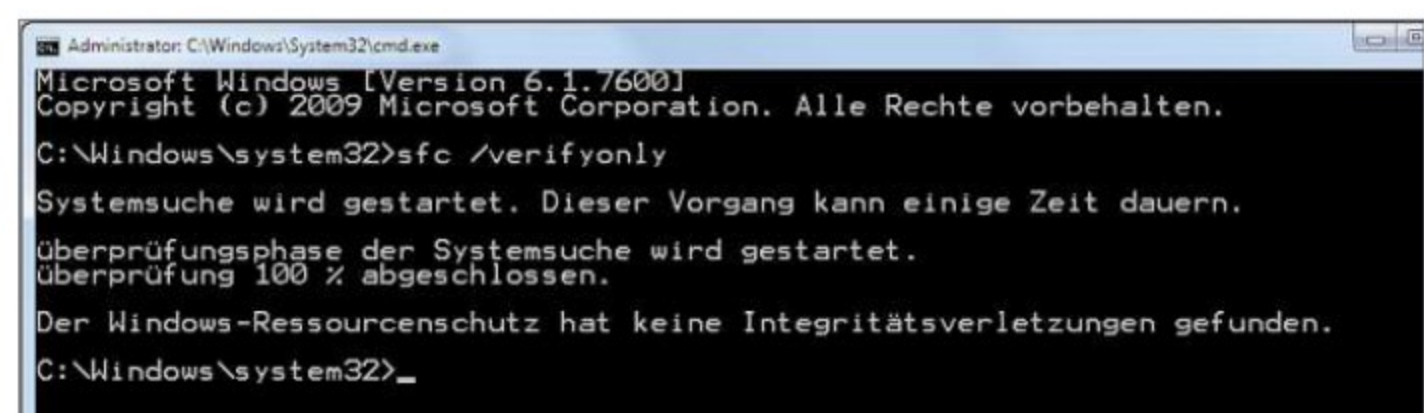 Administrator: C:\Windows\System32\cmd.exe
Microsoft Windows [Version 6.1.7600]
Copyright (c) 2009 Microsoft Corporation. Alle Rechte vorbehalten.
C:\Windows\system32>sfc /verifyonly
Systemsuche wird gestartet. Dieser Vorgang kann einige Zeit dauern.
überprüfungsphase der Systemsuche wird gestartet.
überprüfung 100 % abgeschlossen.
Der Windows-Ressourcenschutz hat keine Integritätsverletzungen gefunden.
C:\Windows\system32>_